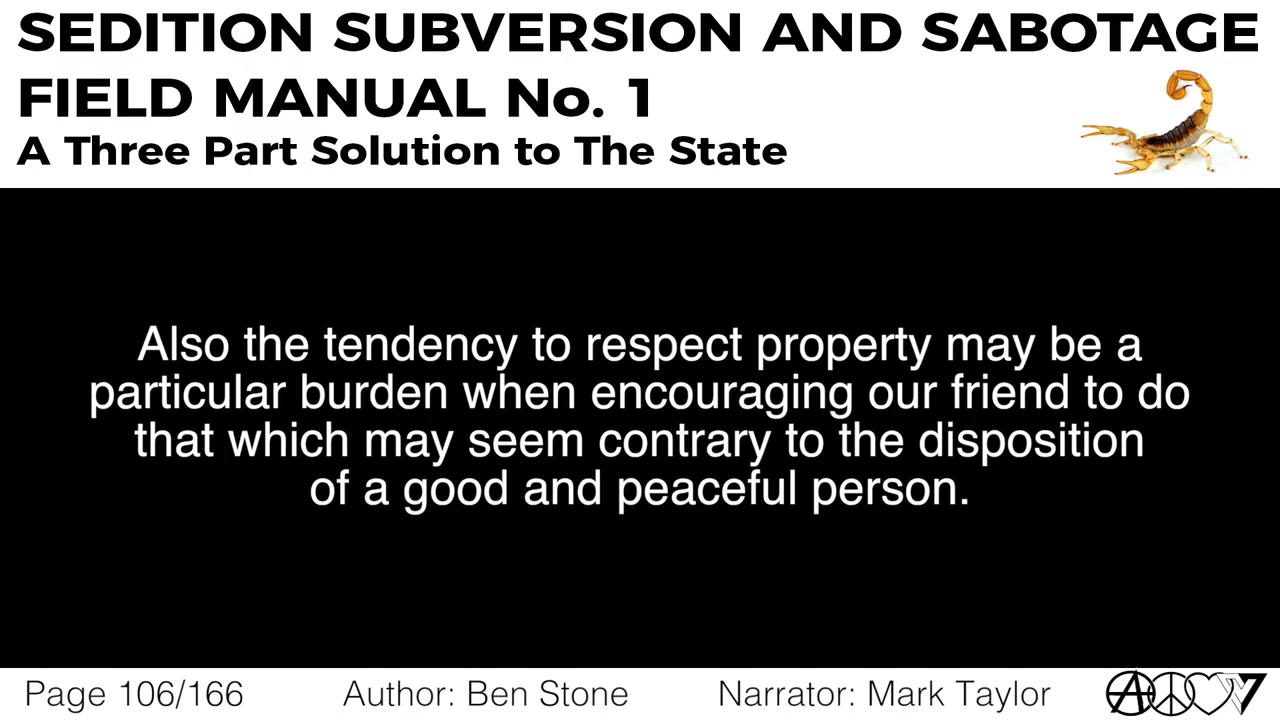 SEDITION SUBVERSION AND SABOTAGE
FIELD MANUAL No. 1
A Three Part Solution to The State
Also the tendency to respect property may be a
particular burden when encouraging our friend to do
that which may seem contrary to the disposition
of a good and peaceful person.
Page 106/166 Author: Ben Stone Narrator: Mark Taylor